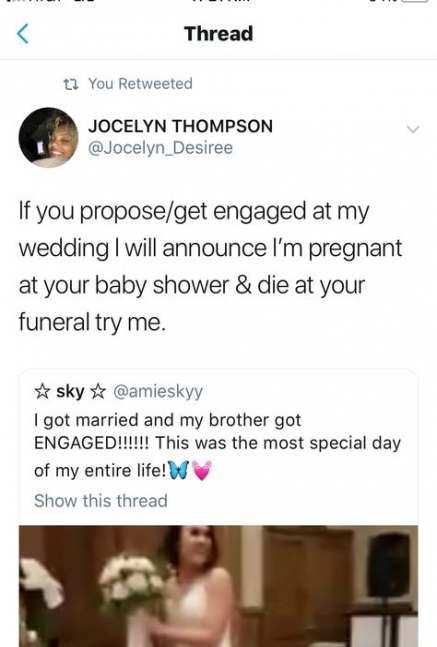 Thread
You Retweeted
JOCELYN THOMPSON
@Jocelyn_Desiree
If you propose/get engaged at my
wedding I will announce I'm pregnant
at your baby shower & die at your
funeral try me.
☆ sky ☆ @amieskyy
I got married and my brother got
ENGAGED!!!!!! This was the most special day
of my entire life!🦋💓
Show this thread